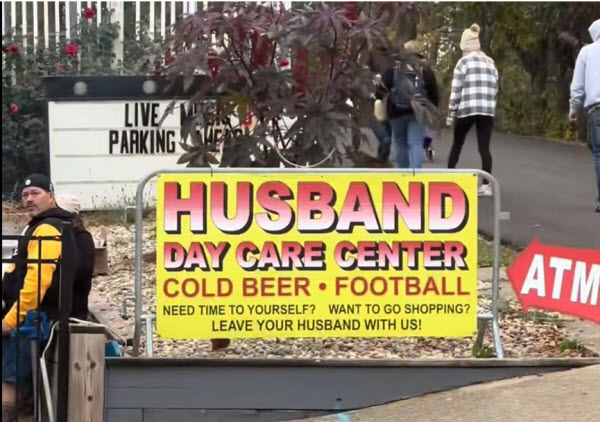 LIVE
PARKING
HUSBAND
DAY CARE CENTER
COLD BEER • FOOTBALL
NEED TIME TO YOURSELF? WANT TO GO SHOPPING?
LEAVE YOUR HUSBAND WITH US!
ATM